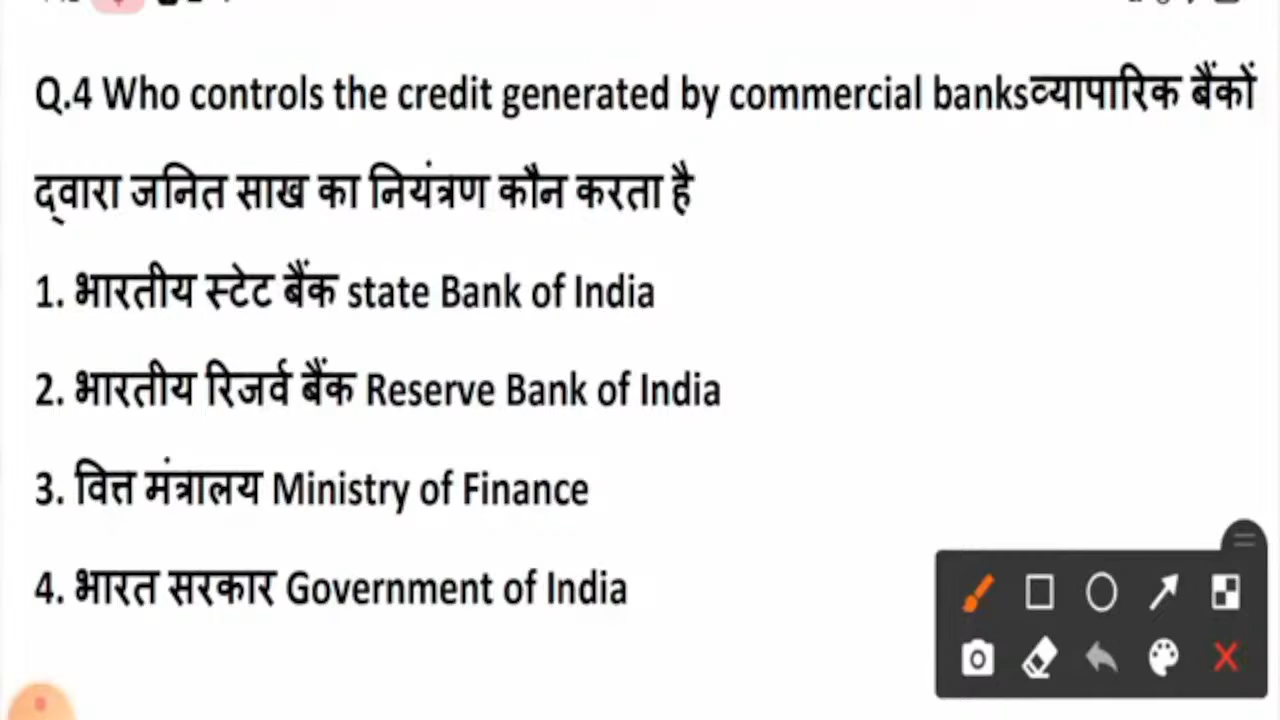 Q.4 Who controls the credit generated by commercial banksव्यापारिक बैंकों
द्वारा जनित साख का नियंत्रण कौन करता है
1. भारतीय स्टेट बैंक state Bank of India
2. भारतीय रिजर्व बैंक Reserve Bank of India
3. वित्त मंत्रालय Ministry of Finance
4. भारत सरकार Government of India